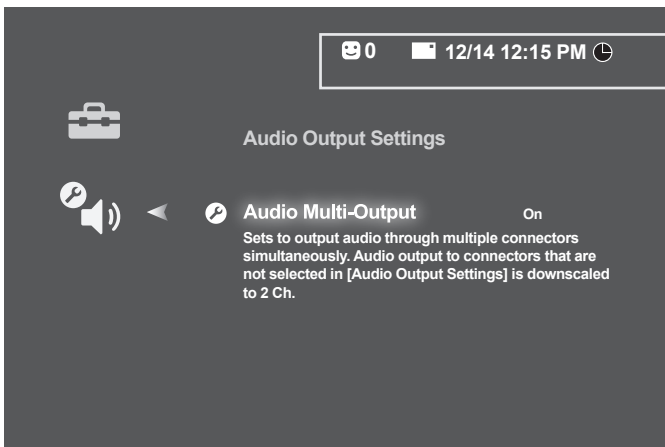 0 12/14 12:15 PM
Audio Output Settings
Audio Multi-Output On
Sets to output audio through multiple connectors
simultaneously. Audio output to connectors that are
not selected in [Audio Output Settings] is downscaled
to 2 Ch.